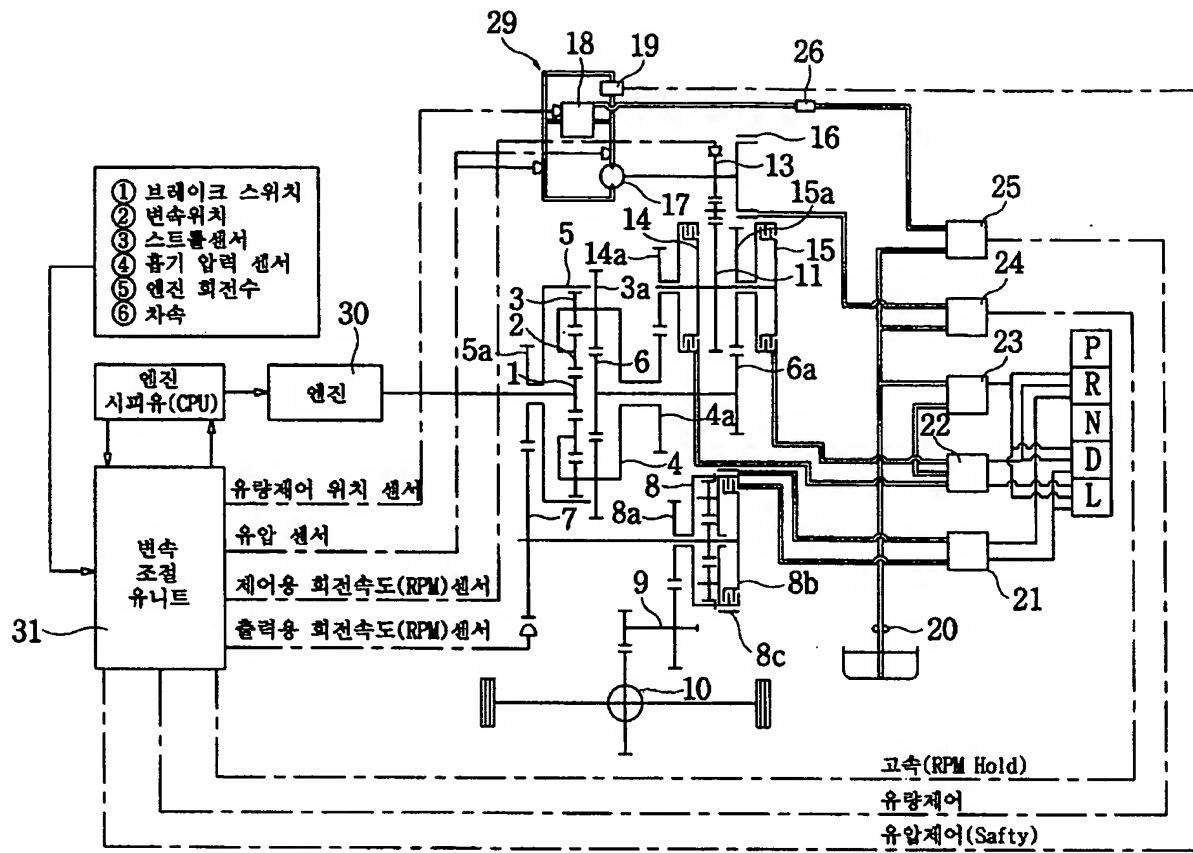 29
18
19
26
16
13
① 브레이크 스위치
② 변속위치
③ 스트틀센서
④ 흡기 압력 센서
⑤ 엔진 회전수
⑥ 차속
17
15a
25
14
5
14a
15
3
3a
11
24
2
30
5a
6
1
6a
23
P
R
N
D
L
엔진
시피유(CPU)
엔진
4a
22
4
8
유량제어 위치 센서
8a
7
변속
조절
유니트
유압 센서
제어용 회전속도(RPM)센서
8b
21
9
31
출력용 회전속도(RPM)센서
20
8c
10
고속(RPM Hold)
유량제어
유압제어(Safty)